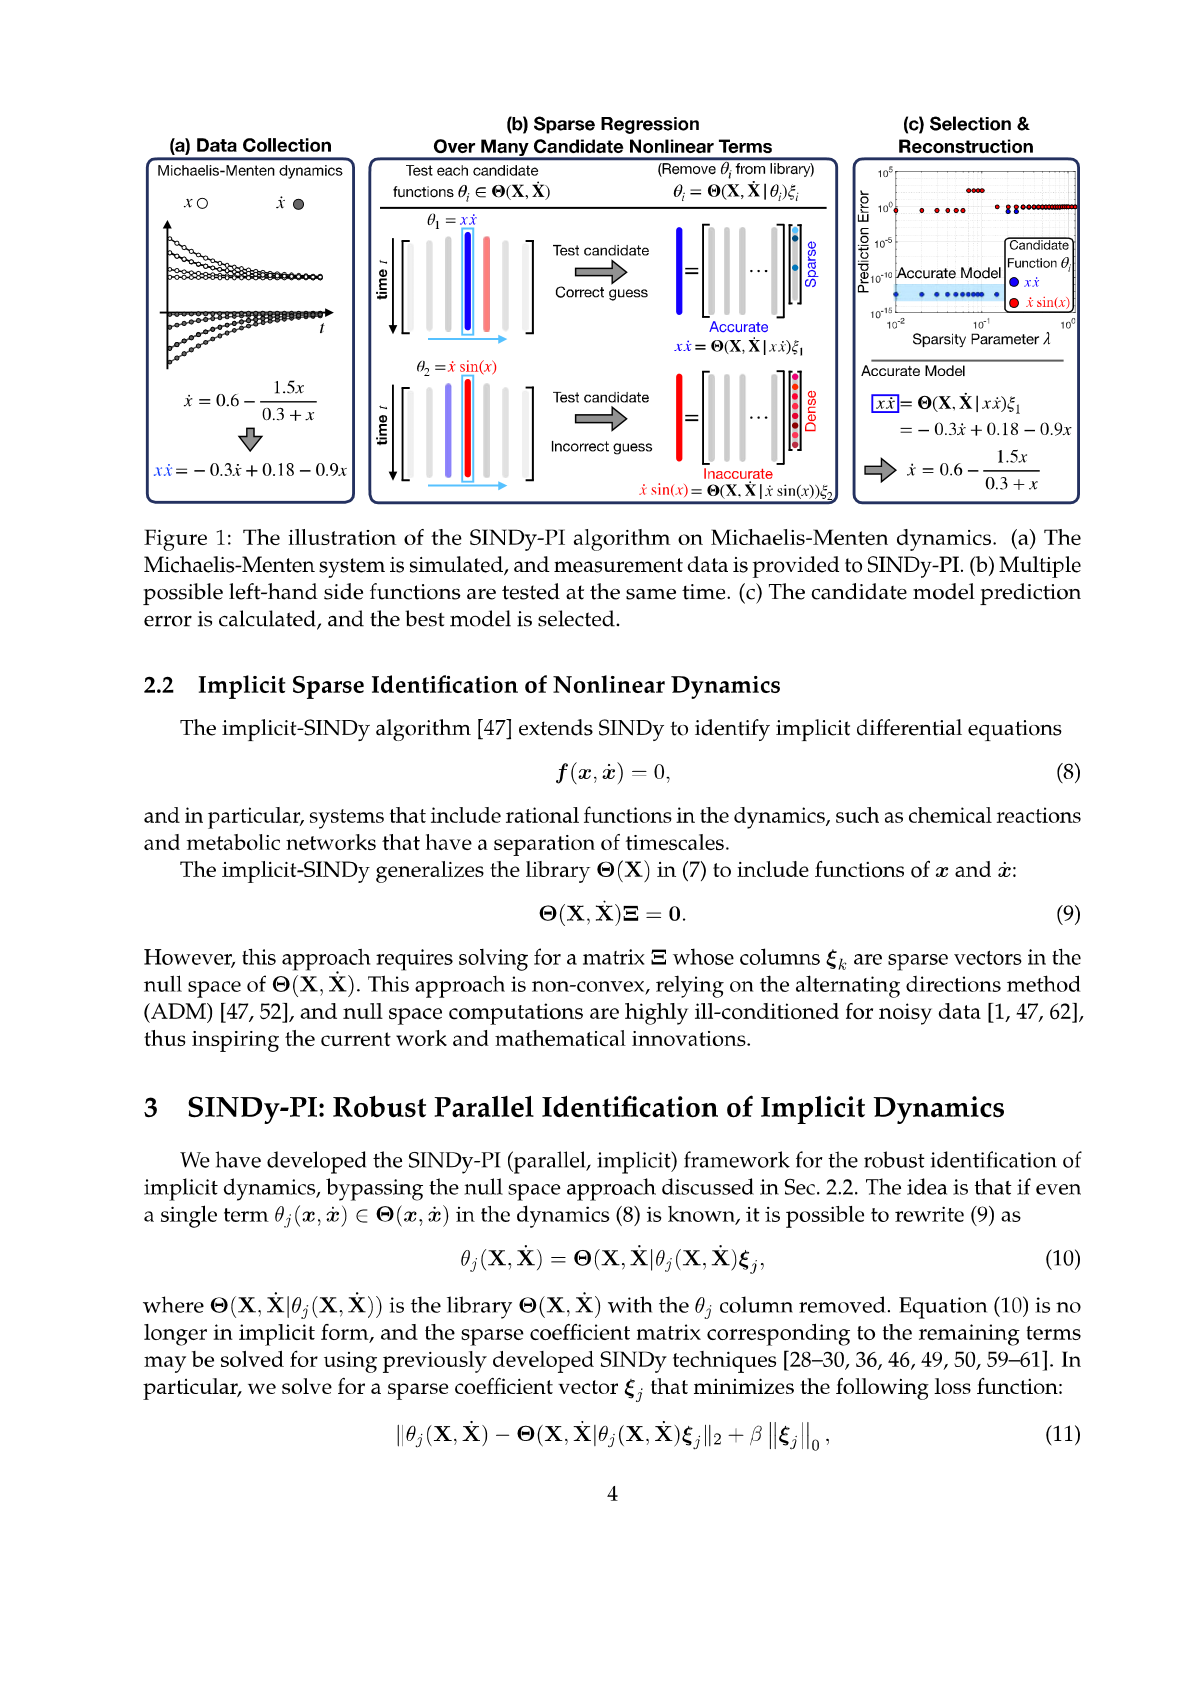 (a) Data Collection
Michaelis-Menten dynamics
x ẋ
t
ẋ = 0.6 − 1.5x / 0.3 + x
xẋ = − 0.3ẋ + 0.18 − 0.9x
(b) Sparse Regression
Over Many Candidate Nonlinear Terms
Test each candidate
functions θᵢ ∈ Θ(X, Ẋ)
(Remove θᵢ from library)
θᵢ = Θ(X, Ẋ | θᵢ)ξᵢ
θ₁ = xẋ
time t
Test candidate
Correct guess
=
...
Sparse
Accurate
xẋ = Θ(X, Ẋ | xẋ)ξ₁
θ₂ = ẋ sin(x)
time t
Test candidate
Incorrect guess
=
...
Dense
Inaccurate
ẋ sin(x) = Θ(X, Ẋ | ẋ sin(x))ξ₂
(c) Selection &
Reconstruction
Prediction Error
10⁵
10⁰
10⁻⁵
10⁻¹⁰
10⁻¹⁵
Accurate Model
Candidate
Function θᵢ
xẋ
ẋ sin(x)
10⁻² 10⁻¹ 10⁰
Sparsity Parameter λ
Accurate Model
xẋ = Θ(X, Ẋ | xẋ)ξ₁
= − 0.3ẋ + 0.18 − 0.9x
ẋ = 0.6 − 1.5x / 0.3 + x
Figure 1: The illustration of the SINDy-PI algorithm on Michaelis-Menten dynamics. (a) The
Michaelis-Menten system is simulated, and measurement data is provided to SINDy-PI. (b) Multiple
possible left-hand side functions are tested at the same time. (c) The candidate model prediction
error is calculated, and the best model is selected.
2.2 Implicit Sparse Identification of Nonlinear Dynamics
The implicit-SINDy algorithm [47] extends SINDy to identify implicit differential equations
f(x, ẋ) = 0, (8)
and in particular, systems that include rational functions in the dynamics, such as chemical reactions
and metabolic networks that have a separation of timescales.
The implicit-SINDy generalizes the library Θ(X) in (7) to include functions of x and ẋ:
Θ(X, Ẋ)Ξ = 0. (9)
However, this approach requires solving for a matrix Ξ whose columns ξₖ are sparse vectors in the
null space of Θ(X, Ẋ). This approach is non-convex, relying on the alternating directions method
(ADM) [47, 52], and null space computations are highly ill-conditioned for noisy data [1, 47, 62],
thus inspiring the current work and mathematical innovations.
3 SINDy-PI: Robust Parallel Identification of Implicit Dynamics
We have developed the SINDy-PI (parallel, implicit) framework for the robust identification of
implicit dynamics, bypassing the null space approach discussed in Sec. 2.2. The idea is that if even
a single term θⱼ(x, ẋ) ∈ Θ(x, ẋ) in the dynamics (8) is known, it is possible to rewrite (9) as
θⱼ(X, Ẋ) = Θ(X, Ẋ|θⱼ(X, Ẋ)ξⱼ, (10)
where Θ(X, Ẋ|θⱼ(X, Ẋ)) is the library Θ(X, Ẋ) with the θⱼ column removed. Equation (10) is no
longer in implicit form, and the sparse coefficient matrix corresponding to the remaining terms
may be solved for using previously developed SINDy techniques [28–30, 36, 46, 49, 50, 59–61]. In
particular, we solve for a sparse coefficient vector ξⱼ that minimizes the following loss function:
‖θⱼ(X, Ẋ) − Θ(X, Ẋ|θⱼ(X, Ẋ)ξⱼ‖₂ + β ‖ξⱼ‖₀ , (11)
4